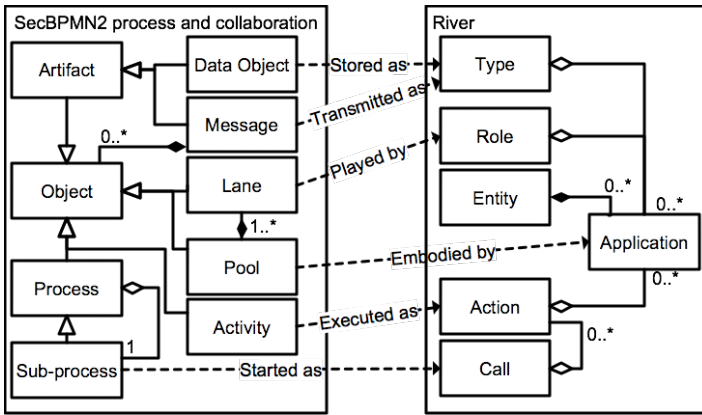 SecBPMN2 process and collaboration
River
Artifact
Data Object
Stored as
Type
Message
Transmitted as
0..*
Role
Object
Lane
Played by
Entity
0..*
0..*
1..*
Application
Pool
Embodied by
Process
0..*
Activity
Executed as
Action
1
0..*
Sub-process
Started as
Call